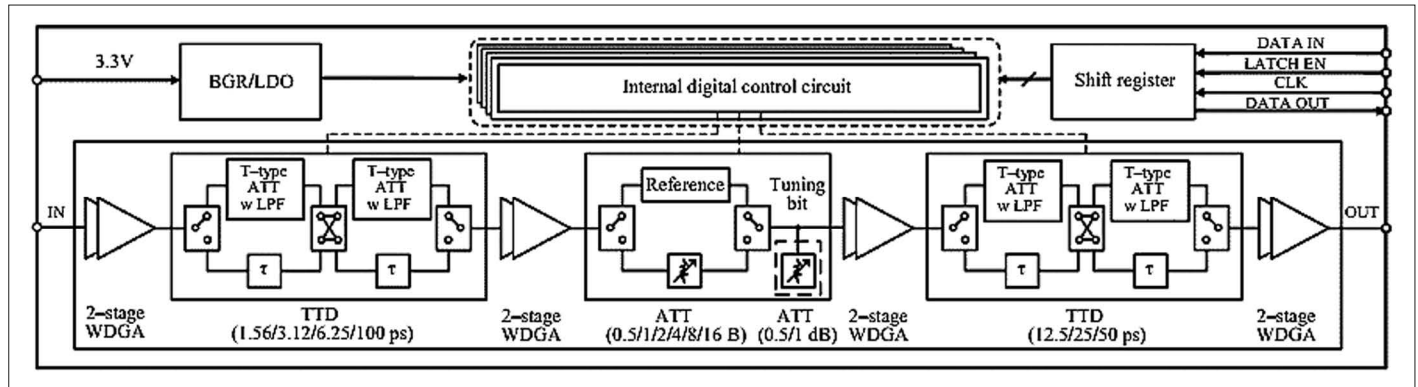 3.3V
BGR/LDO
Internal digital control circuit
Shift register
DATA IN
LATCH EN
CLK
DATA OUT
IN
T-type
ATT
w LPF
T-type
ATT
w LPF
τ
τ
Reference
Tuning
bit
T-type
ATT
w LPF
T-type
ATT
w LPF
τ
τ
OUT
2-stage
WDGA
TTD
(1.56/3.12/6.25/100 ps)
2-stage
WDGA
ATT
(0.5/1/2/4/8/16 B)
ATT
(0.5/1 dB)
2-stage
WDGA
TTD
(12.5/25/50 ps)
2-stage
WDGA